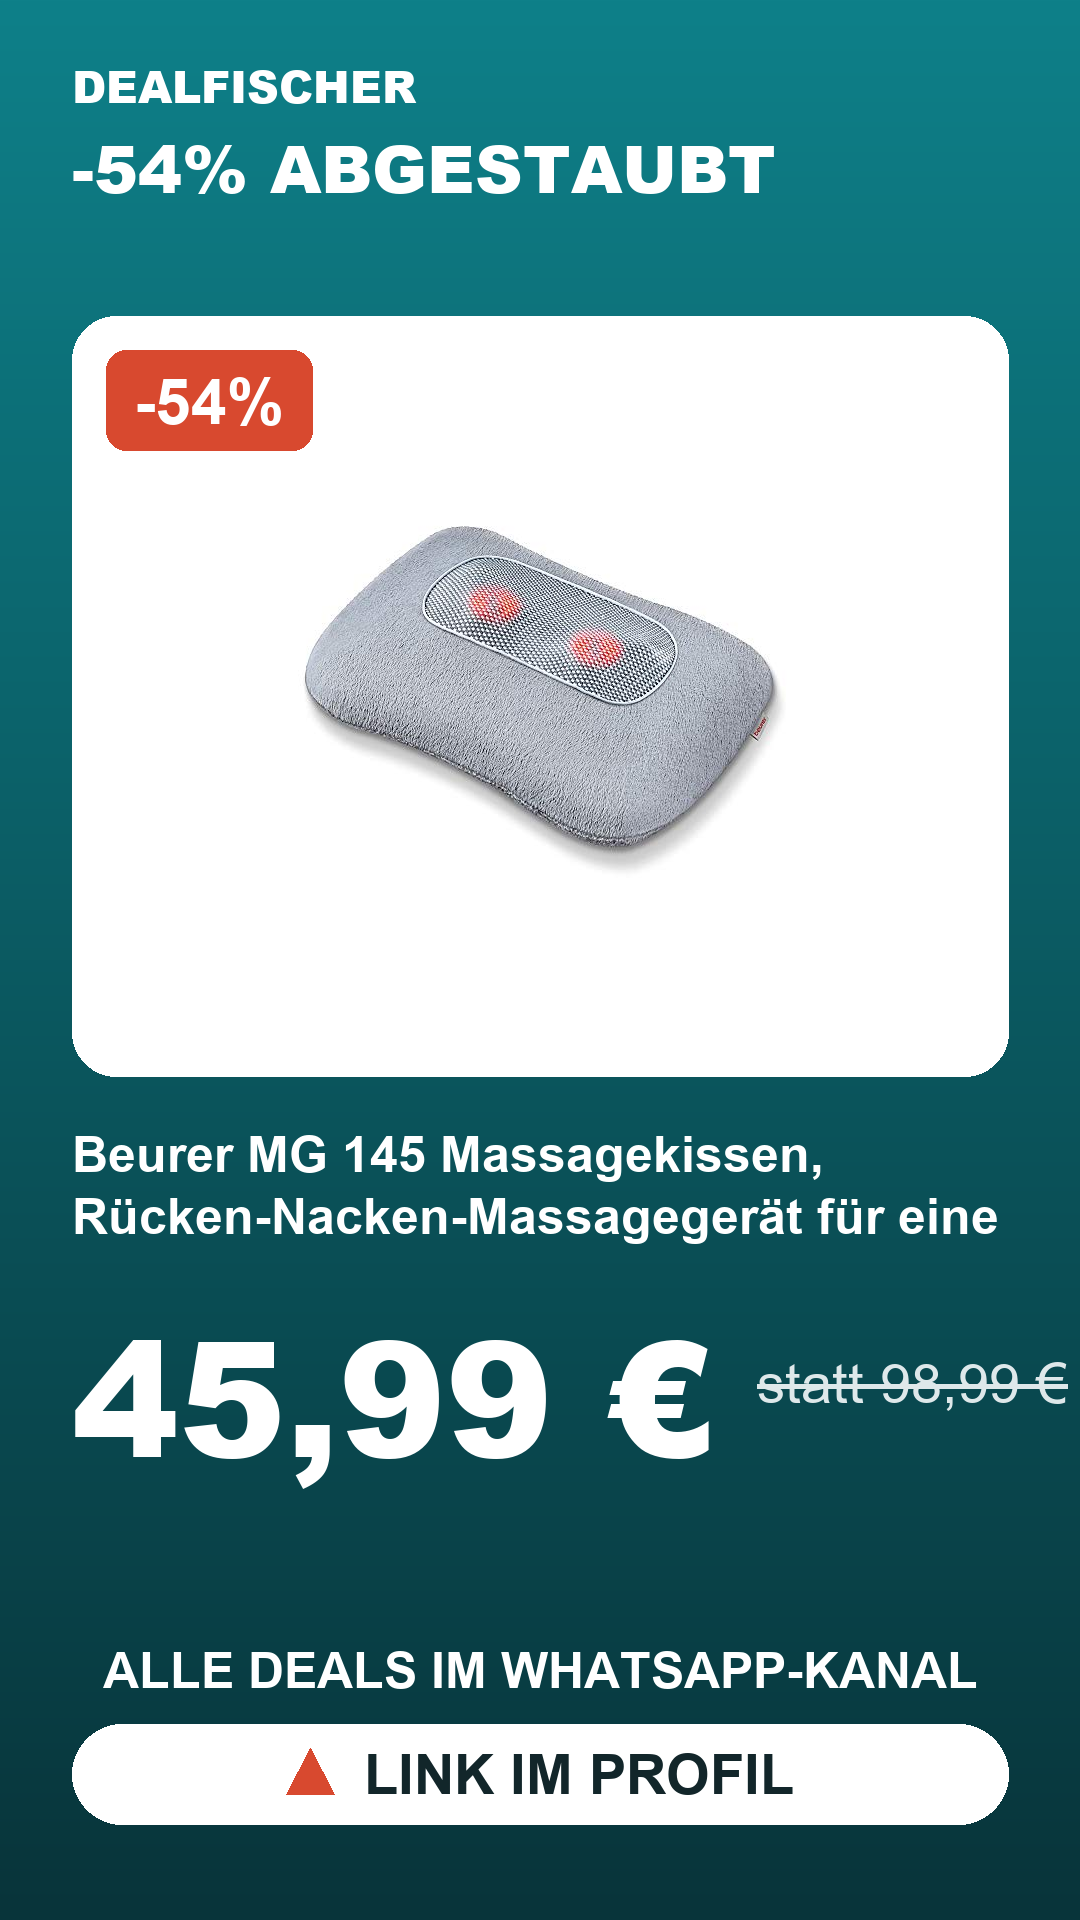 DEALFISCHER
-54% ABGESTAUBT
-54%
Beurer MG 145 Massagekissen,
Rücken-Nacken-Massagegerät für eine
45,99 € statt 98,99 €
ALLE DEALS IM WHATSAPP-KANAL
LINK IM PROFIL